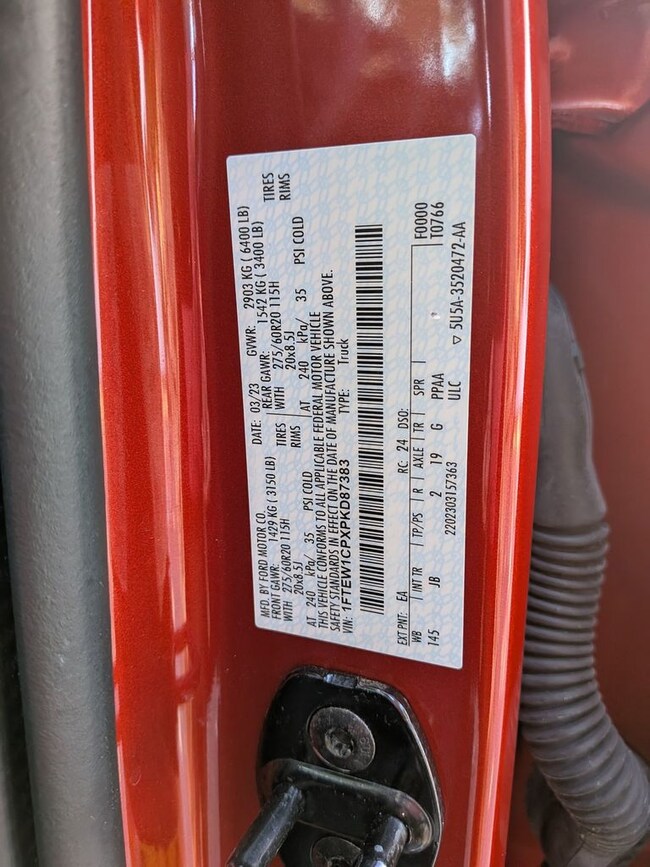 MFD. BY FORD MOTOR CO.
DATE: 03/23 GVWR: 2903 KG ( 6400 LB)
FRONT GAWR: 1429 KG ( 3150 LB) REAR GAWR: 1542 KG ( 3400 LB)
WITH 275/60R20 115H TIRES WITH 275/60R20 115H TIRES
20x8.5J RIMS 20x8.5J RIMS
AT 240 kPa/ 35 PSI COLD AT 240 kPa/ 35 PSI COLD
THIS VEHICLE CONFORMS TO ALL APPLICABLE FEDERAL MOTOR VEHICLE
SAFETY STANDARDS IN EFFECT ON THE DATE OF MANUFACTURE SHOWN ABOVE.
VIN: 1FTEW1CPXPKD87383 TYPE: Truck
EXT PNT: EA RC: 24 DSO: F0000
WB INT TR TP/PS R AXLE TR SPR T0766
145 JB 2 19 G PPAA
2202303157363 ULC
▽ 5U5A-3520472-AA